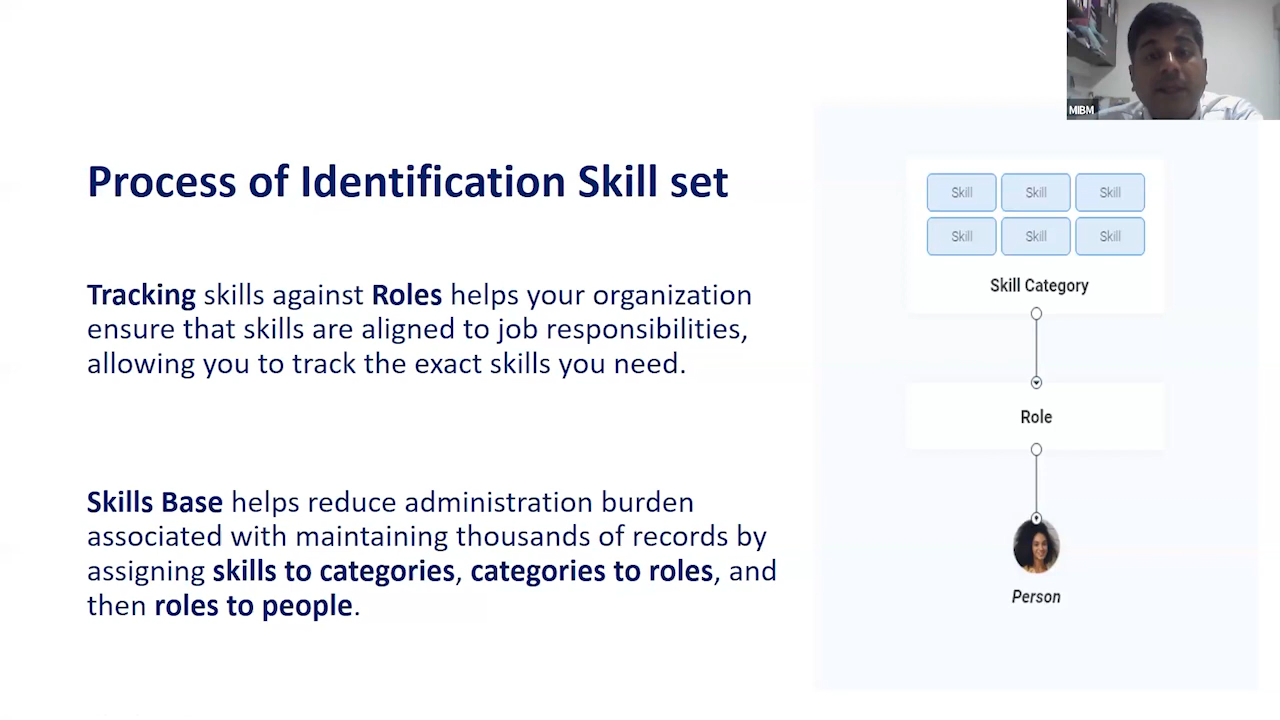 MIBM
Process of Identification Skill set
Tracking skills against Roles helps your organization
ensure that skills are aligned to job responsibilities,
allowing you to track the exact skills you need.
Skills Base helps reduce administration burden
associated with maintaining thousands of records by
assigning skills to categories, categories to roles, and
then roles to people.
Skill Skill Skill
Skill Skill Skill
Skill Category
Role
Person